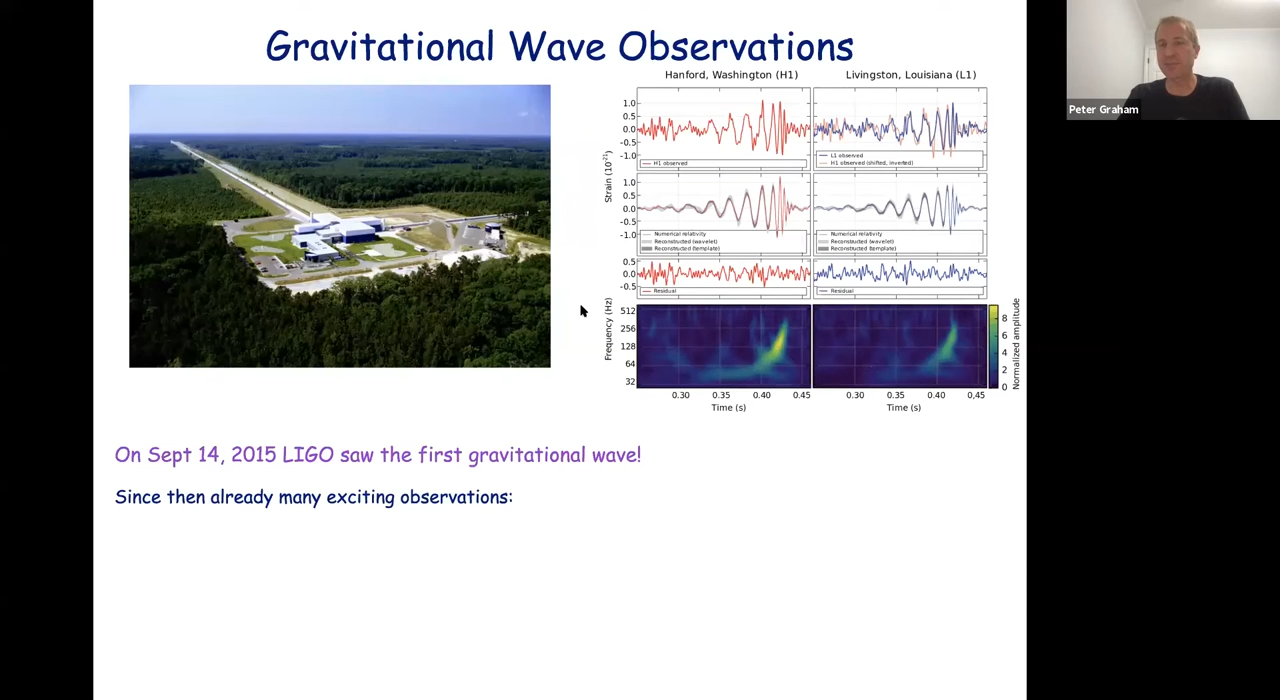 Gravitational Wave Observations
Hanford, Washington (H1)
Livingston, Louisiana (L1)
1.0
0.5
0.0
-0.5
-1.0
H1 observed
L1 observed
H1 observed (shifted, inverted)
Strain (10⁻²¹)
1.0
0.5
0.0
-0.5
-1.0
Numerical relativity
Reconstructed (wavelet)
Reconstructed (template)
Numerical relativity
Reconstructed (wavelet)
Reconstructed (template)
0.5
0.0
-0.5
Residual
Residual
Frequency (Hz)
512
256
128
64
32
8
6
4
2
0
Normalized amplitude
0.30 0.35 0.40 0.45
0.30 0.35 0.40 0.45
Time (s)
Time (s)
On Sept 14, 2015 LIGO saw the first gravitational wave!
Since then already many exciting observations:
Peter Graham